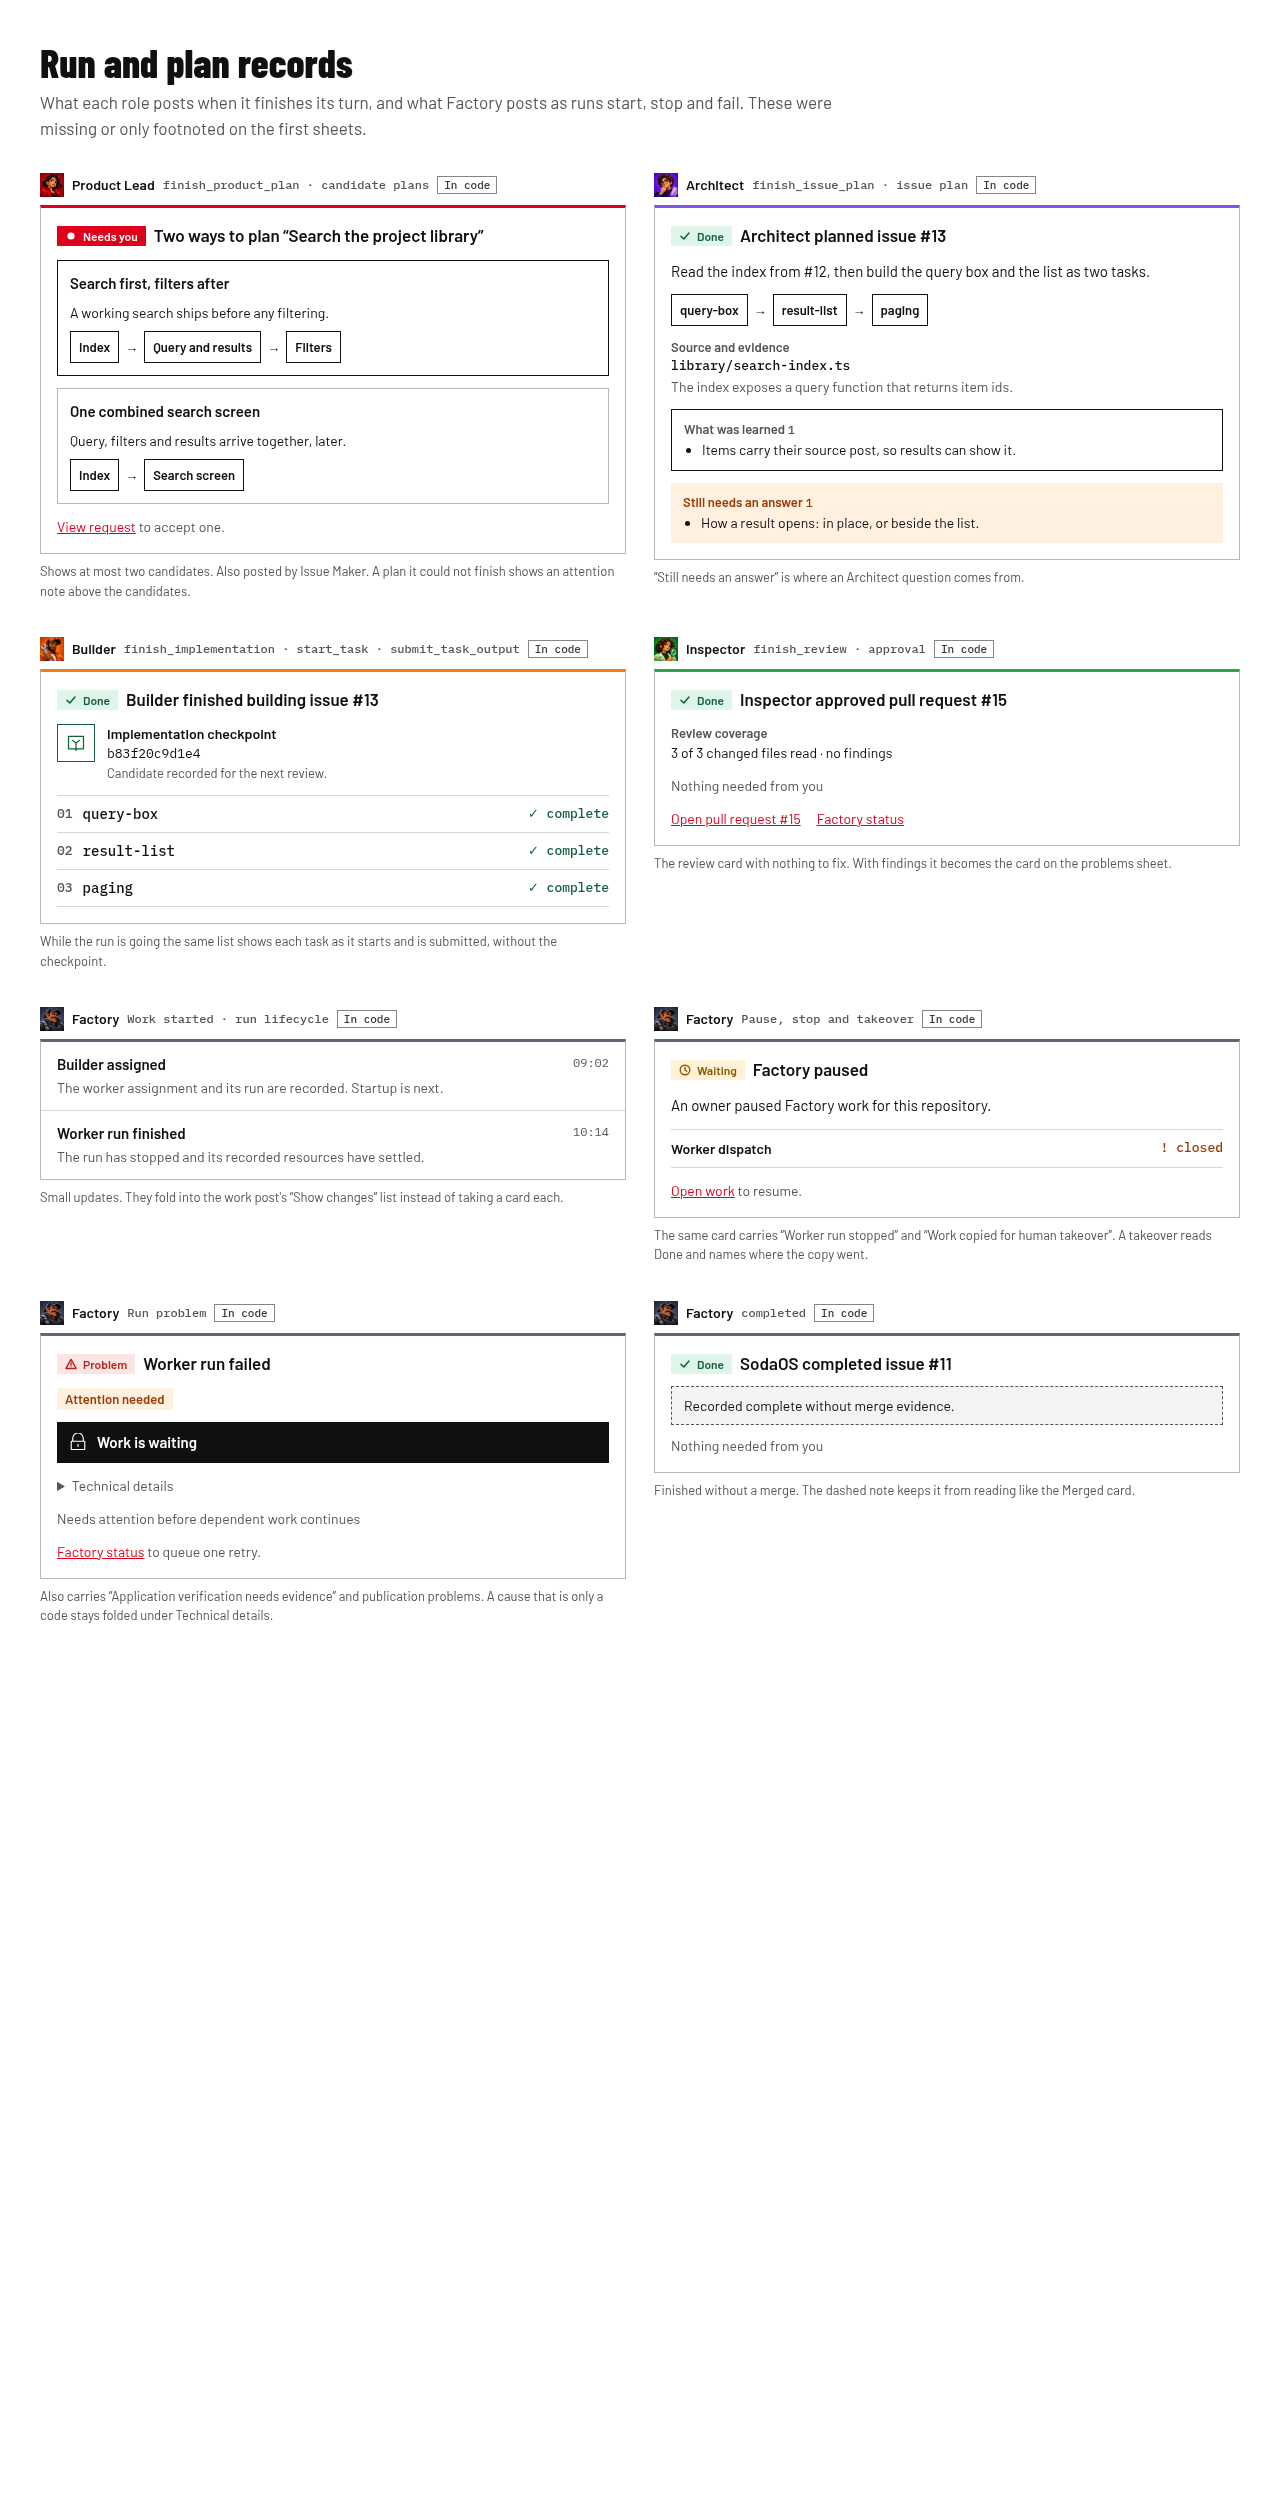 Run and plan records
What each role posts when it finishes its turn, and what Factory posts as runs start, stop and fail. These were
missing or only footnoted on the first sheets.
Product Lead finish_product_plan · candidate plans In code
Needs you Two ways to plan “Search the project library”
Search first, filters after
A working search ships before any filtering.
Index → Query and results → Filters
One combined search screen
Query, filters and results arrive together, later.
Index → Search screen
View request to accept one.
Shows at most two candidates. Also posted by Issue Maker. A plan it could not finish shows an attention
note above the candidates.
Architect finish_issue_plan · issue plan In code
Done Architect planned issue #13
Read the index from #12, then build the query box and the list as two tasks.
query-box → result-list → paging
Source and evidence
library/search-index.ts
The index exposes a query function that returns item ids.
What was learned 1
• Items carry their source post, so results can show it.
Still needs an answer 1
• How a result opens: in place, or beside the list.
“Still needs an answer” is where an Architect question comes from.
Builder finish_implementation · start_task · submit_task_output In code
Done Builder finished building issue #13
Implementation checkpoint
b83f20c9d1e4
Candidate recorded for the next review.
01 query-box ✓ complete
02 result-list ✓ complete
03 paging ✓ complete
While the run is going the same list shows each task as it starts and is submitted, without the
checkpoint.
Inspector finish_review · approval In code
Done Inspector approved pull request #15
Review coverage
3 of 3 changed files read · no findings
Nothing needed from you
Open pull request #15 Factory status
The review card with nothing to fix. With findings it becomes the card on the problems sheet.
Factory Work started · run lifecycle In code
Builder assigned 09:02
The worker assignment and its run are recorded. Startup is next.
Worker run finished 10:14
The run has stopped and its recorded resources have settled.
Small updates. They fold into the work post's “Show changes” list instead of taking a card each.
Factory Pause, stop and takeover In code
Waiting Factory paused
An owner paused Factory work for this repository.
Worker dispatch ! closed
Open work to resume.
The same card carries “Worker run stopped” and “Work copied for human takeover”. A takeover reads
Done and names where the copy went.
Factory Run problem In code
Problem Worker run failed
Attention needed
Work is waiting
▶ Technical details
Needs attention before dependent work continues
Factory status to queue one retry.
Also carries “Application verification needs evidence” and publication problems. A cause that is only a
code stays folded under Technical details.
Factory completed In code
Done SodaOS completed issue #11
Recorded complete without merge evidence.
Nothing needed from you
Finished without a merge. The dashed note keeps it from reading like the Merged card.